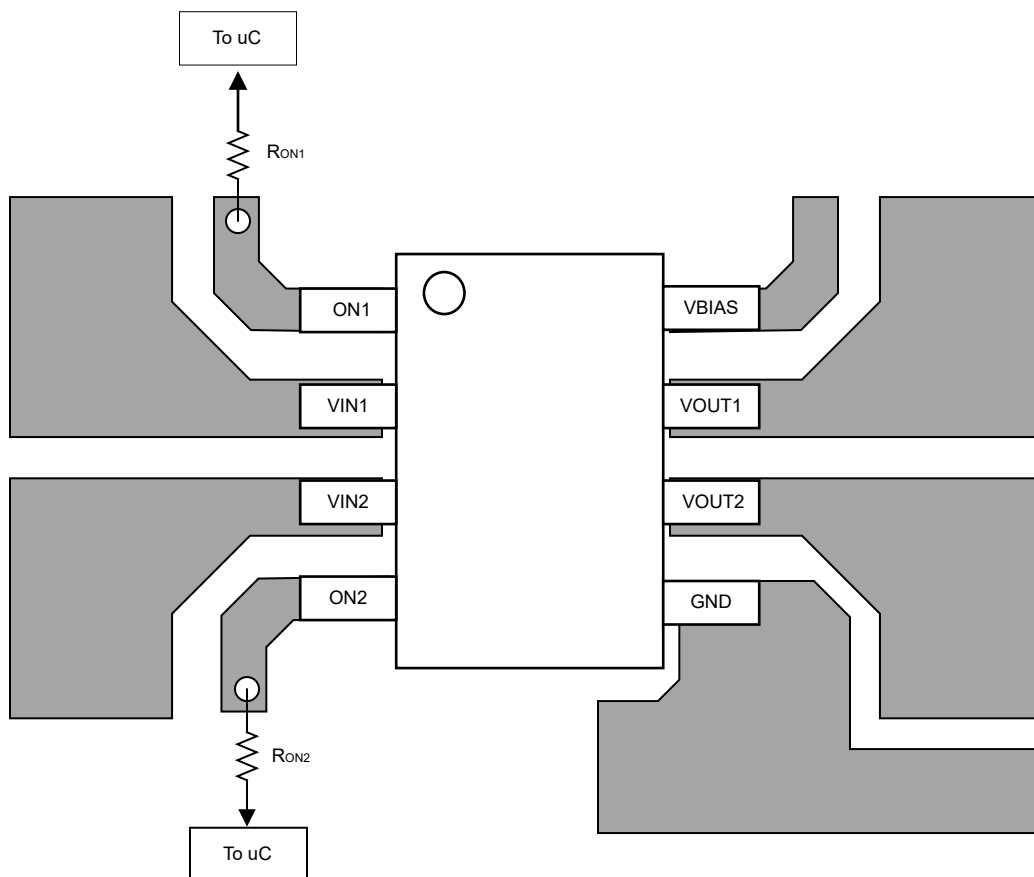 To uC
RON1
ON1
VBIAS
VIN1
VOUT1
VIN2
VOUT2
ON2
GND
RON2
To uC